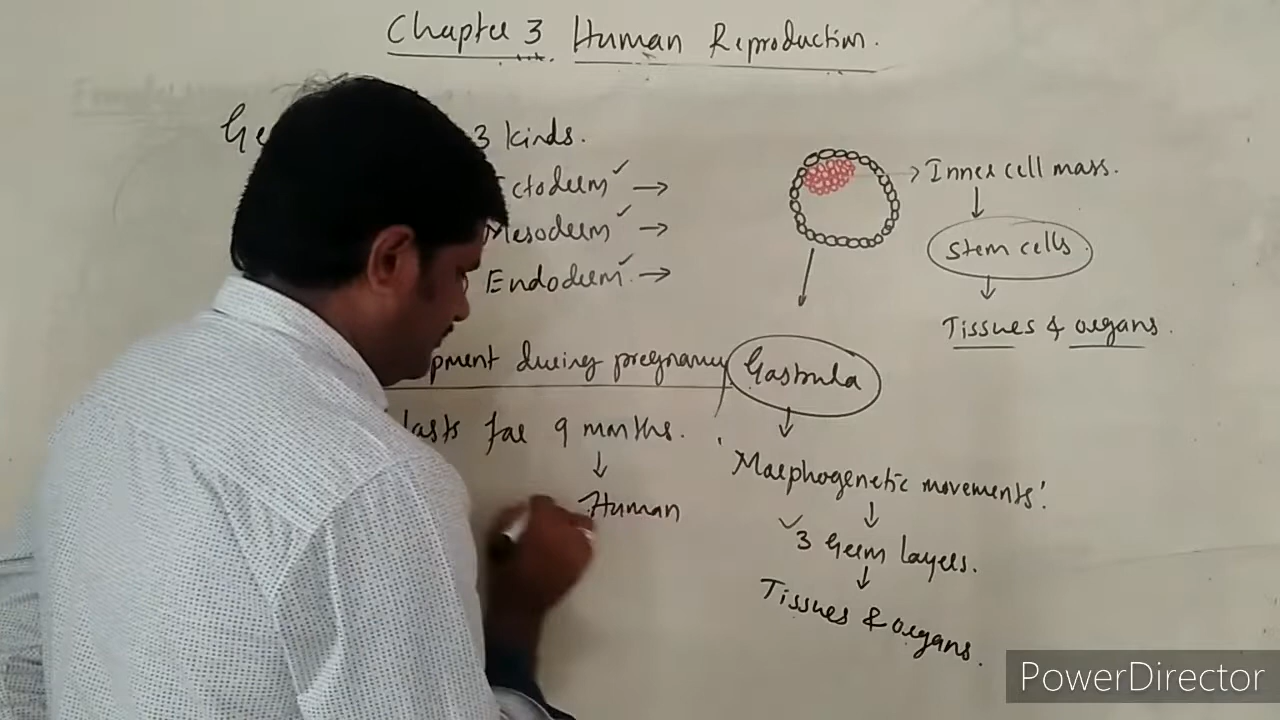 Chapter 3 Human Reproduction.
3 kinds.
ctoderm ✓ →
Mesoderm ✓ →
Endoderm ✓ →
pment during pregnancy
lasts for 9 months.
↓
Human
→ Inner cell mass.
↓
Stem cells
↓
Tissues & organs.
Gastrula
↓
Morphogenetic movements'
↓
✓ 3 Germ layers.
↓
Tissues & organs.
PowerDirector